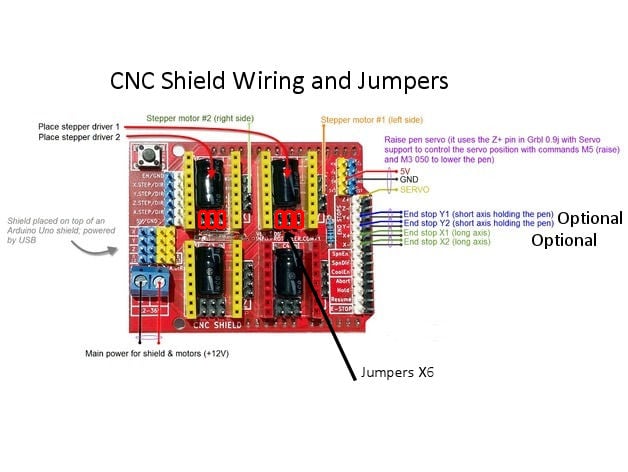 CNC Shield Wiring and Jumpers
Stepper motor #2 (right side)
Stepper motor #1 (left side)
Place stepper driver 1
Place stepper driver 2
Raise pen servo (it uses the Z+ pin in Grbl 0.9j with Servo
support to control the servo position with commands M5 (raise)
and M3 050 to lower the pen)
5V
GND
SERVO
EN/GND
X.STEP/DIR
Y.STEP/DIR
Z.STEP/DIR
A.STEP/DIR
Shield placed on top of an
Arduino Uno shield; powered
by USB
End stop Y1 (short axis holding the pen) Optional
End stop Y2 (short axis holding the pen)
End stop X1 (long axis) Optional
End stop X2 (long axis)
END STOPS
Z+
Z-
Y+
Y-
X+
X-
SpnEn
SpnDir
CoolEn
Abort
Hold
Resume
E-STOP
12-36
CNC SHIELD
Main power for shield & motors (+12V)
Jumpers X6